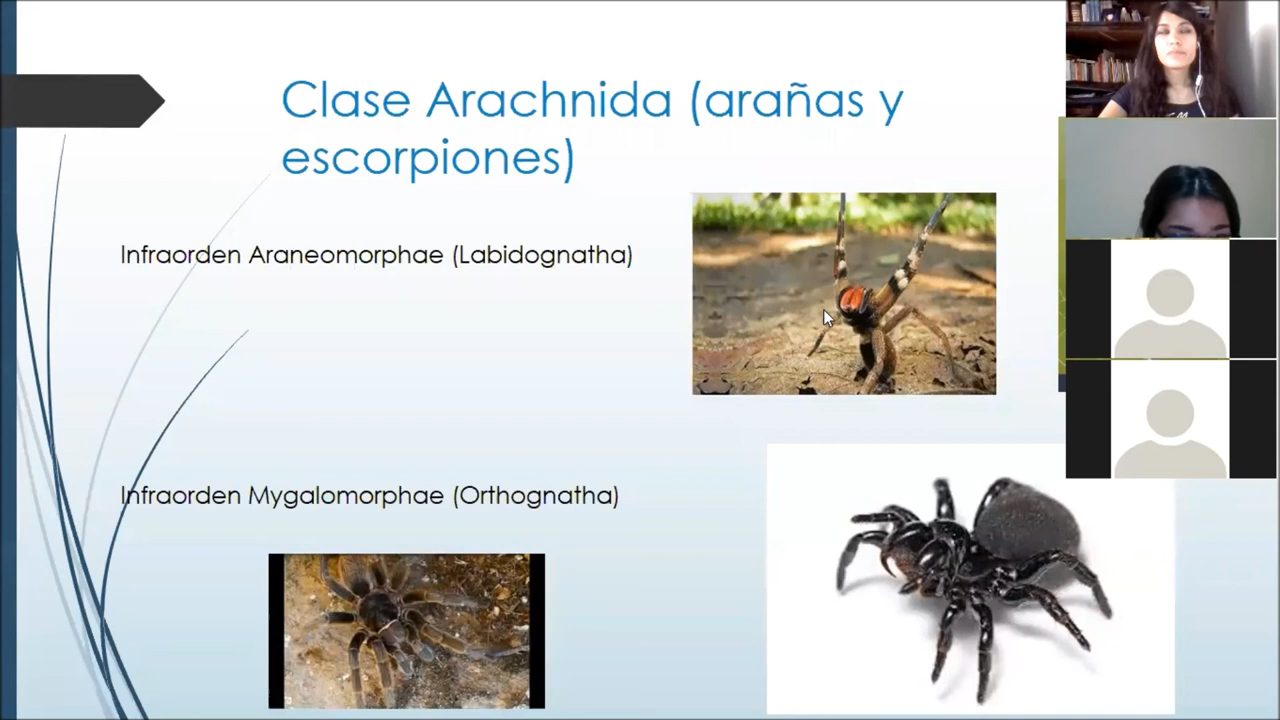 Clase Arachnida (arañas y
escorpiones)
Infraorden Araneomorphae (Labidognatha)
Infraorden Mygalomorphae (Orthognatha)